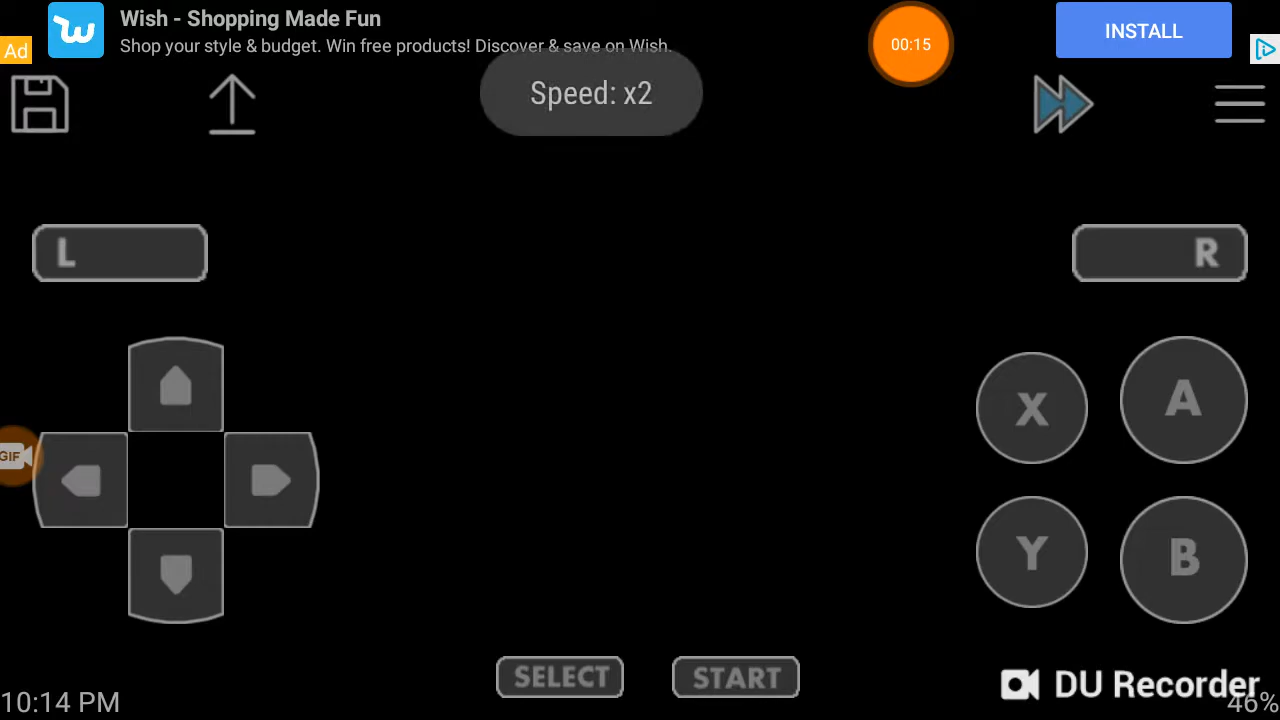 Wish - Shopping Made Fun
Ad
Shop your style & budget. Win free products! Discover & save on Wish.
00:15
INSTALL
Speed: x2
L
R
X
A
GIF
Y
B
SELECT
START
DU Recorder
10:14 PM
46%